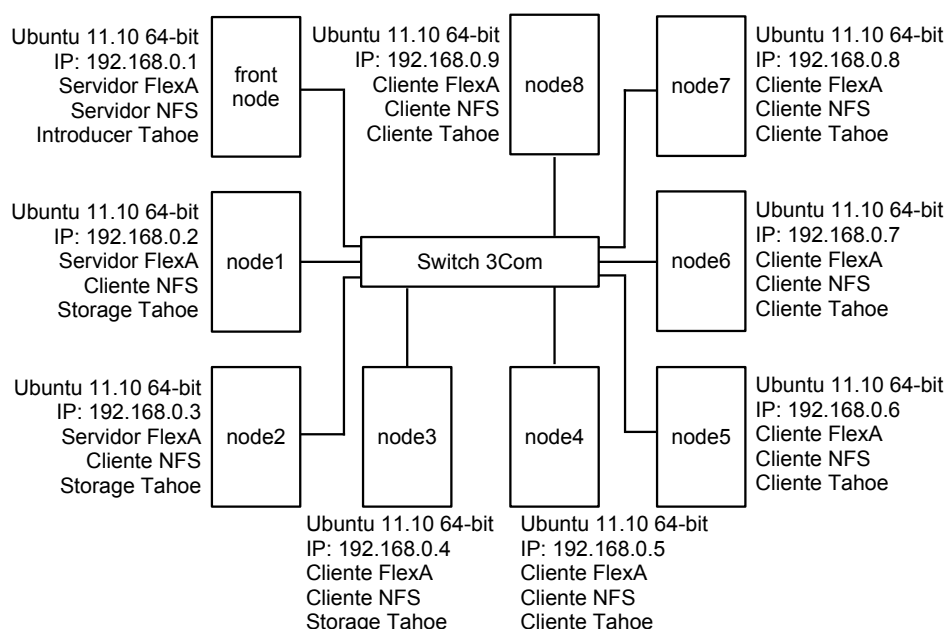 Ubuntu 11.10 64-bit
IP: 192.168.0.1
Servidor FlexA
Servidor NFS
Introducer Tahoe
front
node
Ubuntu 11.10 64-bit
IP: 192.168.0.9
Cliente FlexA
Cliente NFS
Cliente Tahoe
node8
node7
Ubuntu 11.10 64-bit
IP: 192.168.0.8
Cliente FlexA
Cliente NFS
Cliente Tahoe
Ubuntu 11.10 64-bit
IP: 192.168.0.2
Servidor FlexA
Cliente NFS
Storage Tahoe
node1
Switch 3Com
node6
Ubuntu 11.10 64-bit
IP: 192.168.0.7
Cliente FlexA
Cliente NFS
Cliente Tahoe
Ubuntu 11.10 64-bit
IP: 192.168.0.3
Servidor FlexA
Cliente NFS
Storage Tahoe
node2
node3
node4
node5
Ubuntu 11.10 64-bit
IP: 192.168.0.6
Cliente FlexA
Cliente NFS
Cliente Tahoe
Ubuntu 11.10 64-bit
IP: 192.168.0.4
Cliente FlexA
Cliente NFS
Storage Tahoe
Ubuntu 11.10 64-bit
IP: 192.168.0.5
Cliente FlexA
Cliente NFS
Cliente Tahoe